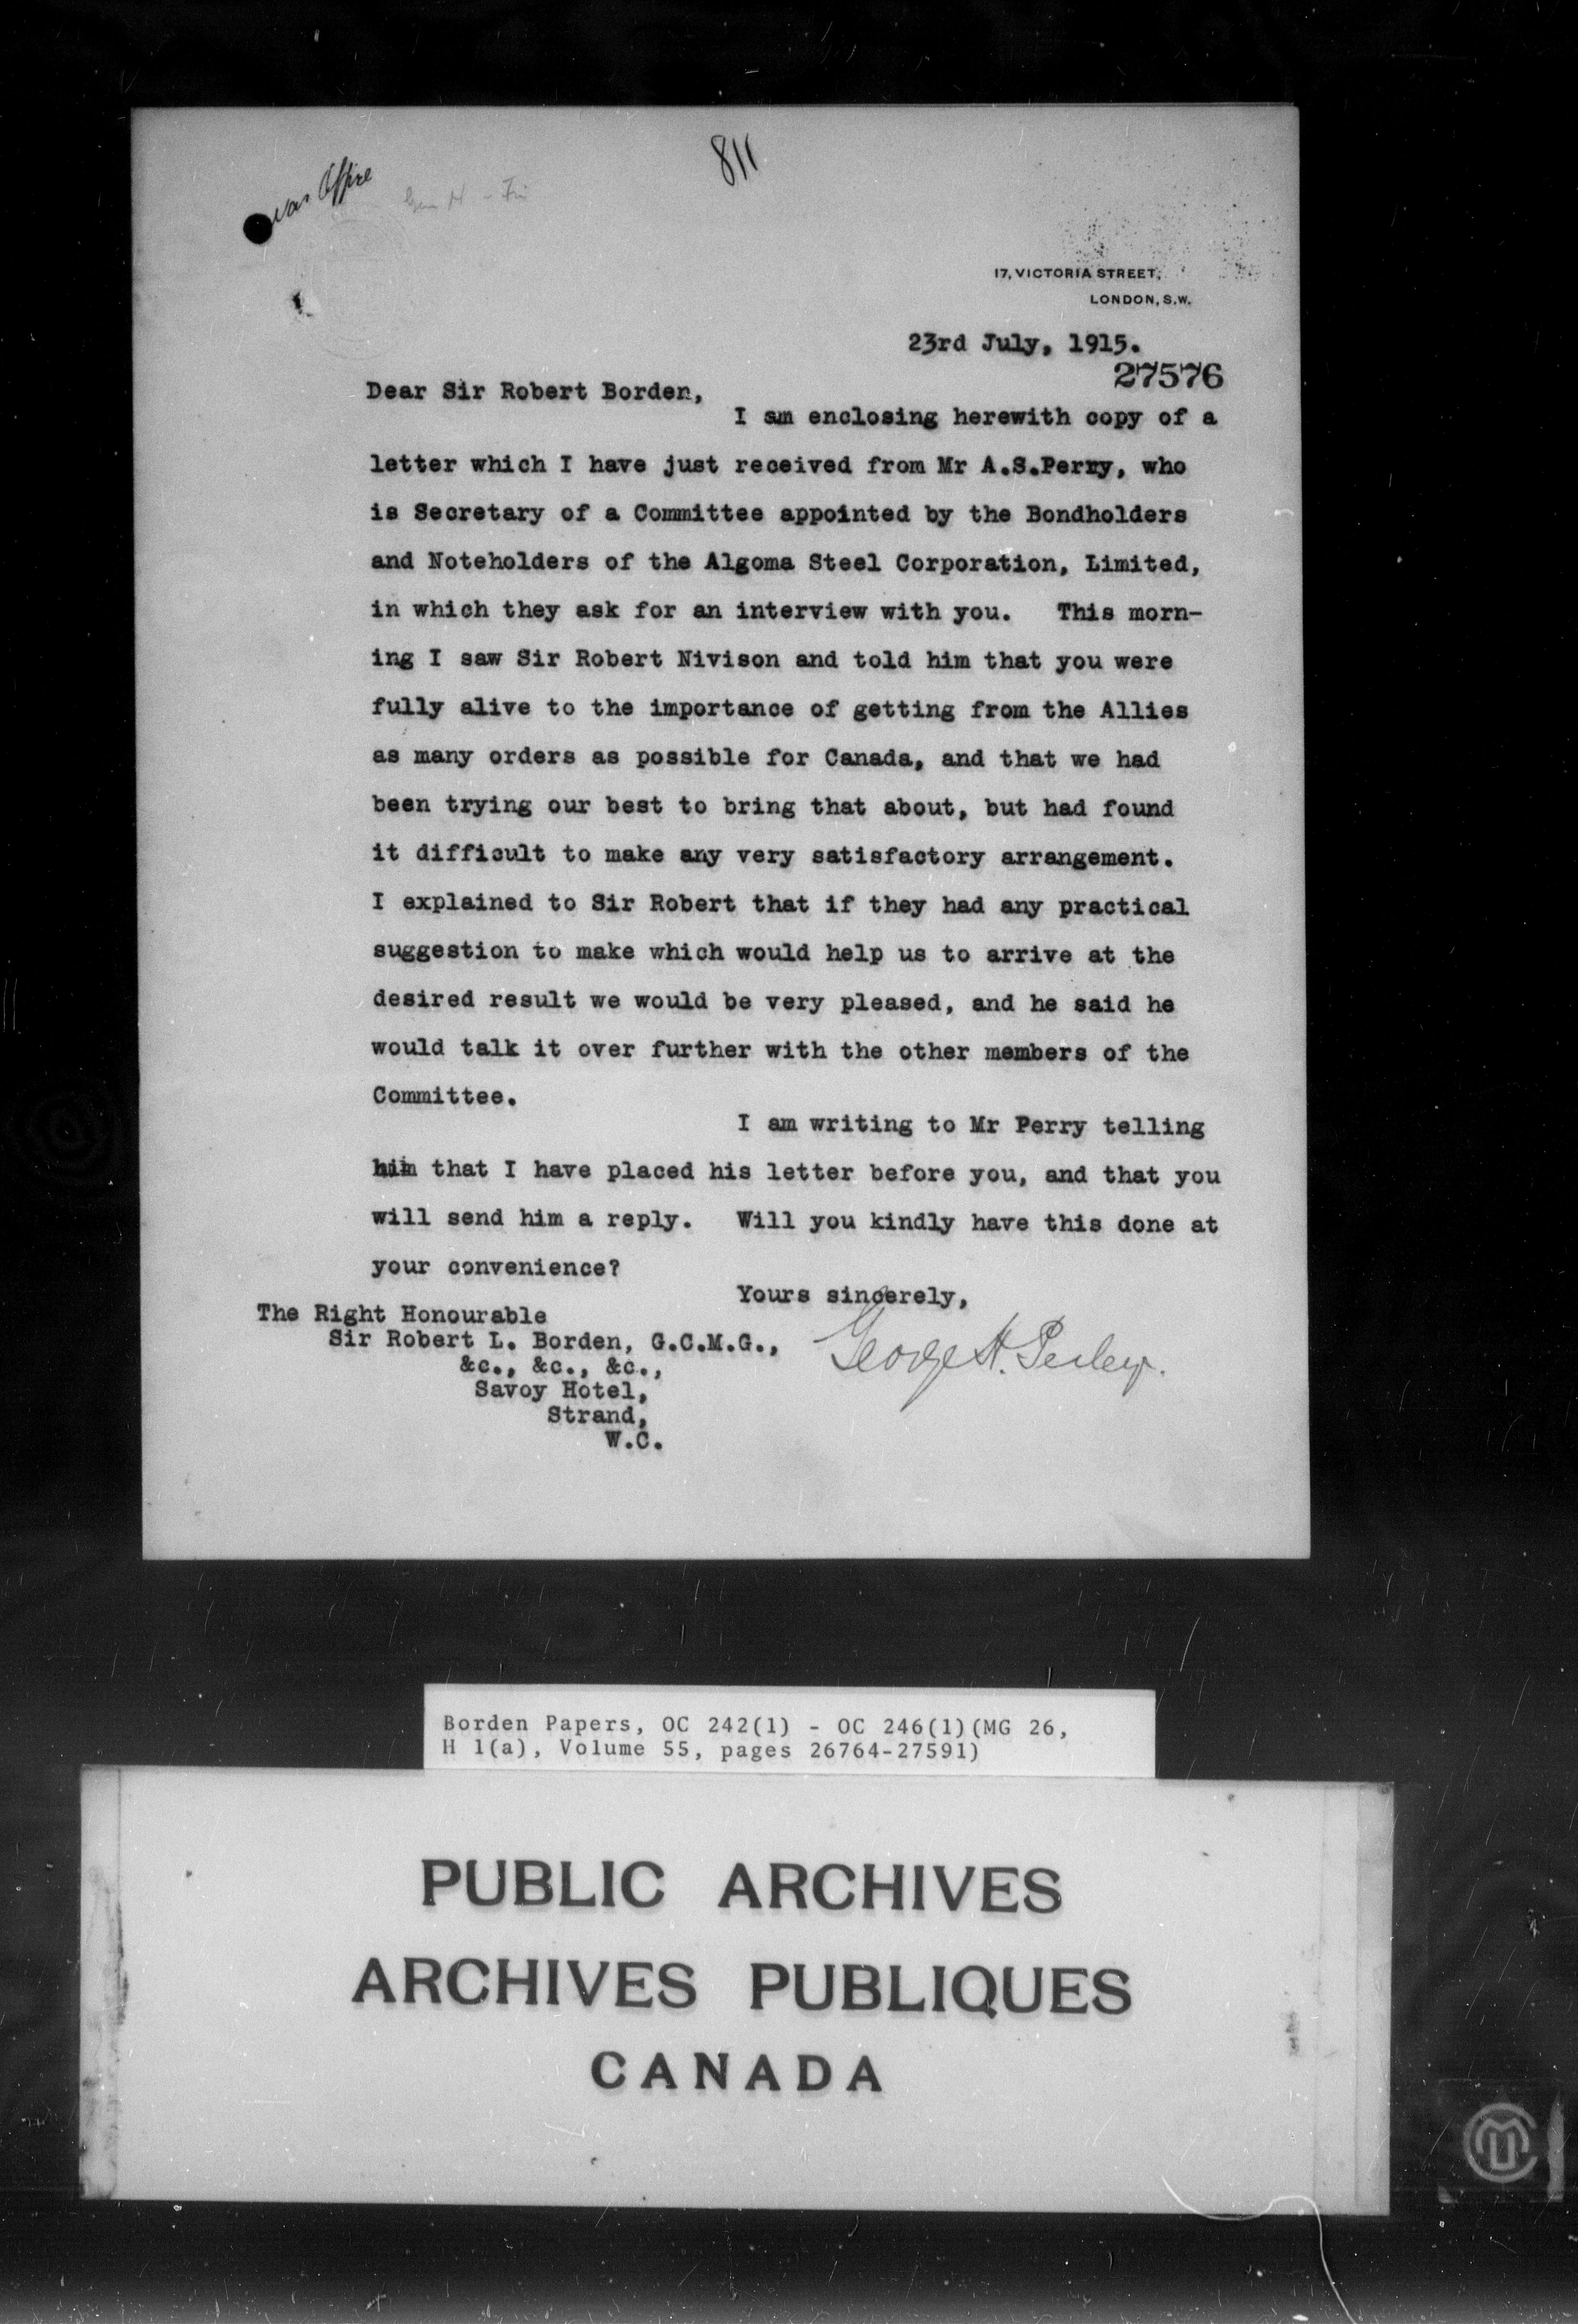 War Office
811
17, VICTORIA STREET,
LONDON, S.W.
23rd July, 1915.
27576
Dear Sir Robert Borden,
I am enclosing herewith copy of a
letter which I have just received from Mr A.S.Perry, who
is Secretary of a Committee appointed by the Bondholders
and Noteholders of the Algoma Steel Corporation, Limited,
in which they ask for an interview with you. This morn-
ing I saw Sir Robert Nivison and told him that you were
fully alive to the importance of getting from the Allies
as many orders as possible for Canada, and that we had
been trying our best to bring that about, but had found
it difficult to make any very satisfactory arrangement.
I explained to Sir Robert that if they had any practical
suggestion to make which would help us to arrive at the
desired result we would be very pleased, and he said he
would talk it over further with the other members of the
Committee.
I am writing to Mr Perry telling
him that I have placed his letter before you, and that you
will send him a reply. Will you kindly have this done at
your convenience?
Yours sincerely,
George H. Perley.
The Right Honourable
Sir Robert L. Borden, G.C.M.G.,
&c., &c., &c.,
Savoy Hotel,
Strand,
W.C.
Borden Papers, OC 242(1) - OC 246(1)(MG 26,
H 1(a), Volume 55, pages 26764-27591)
PUBLIC ARCHIVES
ARCHIVES PUBLIQUES
CANADA